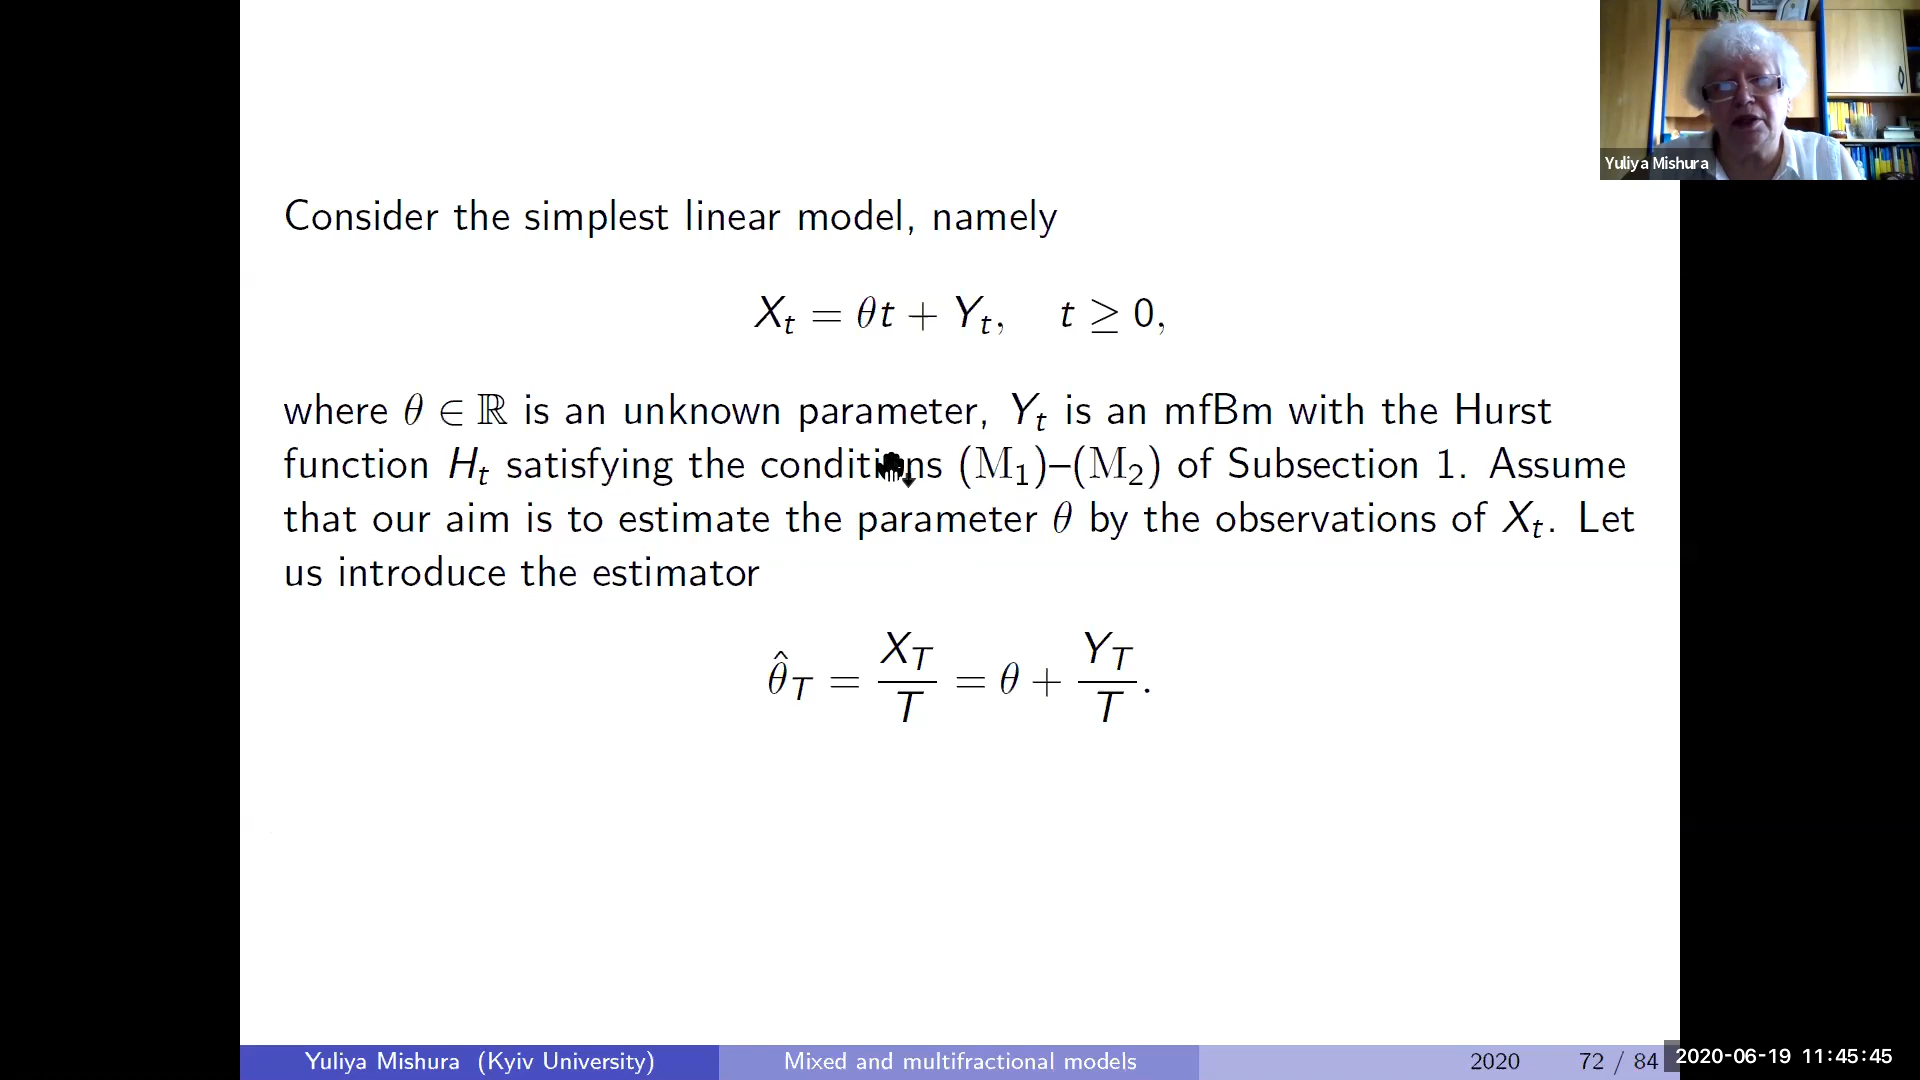 Yuliya Mishura
Consider the simplest linear model, namely
X_t = θt + Y_t, t ≥ 0,
where θ ∈ ℝ is an unknown parameter, Y_t is an mfBm with the Hurst
function H_t satisfying the conditions (M_1)–(M_2) of Subsection 1. Assume
that our aim is to estimate the parameter θ by the observations of X_t. Let
us introduce the estimator
θ̂_T = X_T / T = θ + Y_T / T.
Yuliya Mishura (Kyiv University) Mixed and multifractional models 2020 72 / 84
2020-06-19 11:45:45